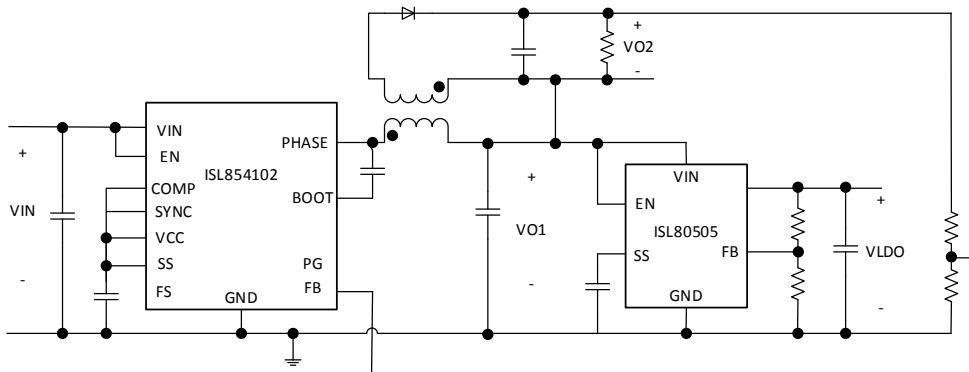 +
VO2
-
VIN
EN
COMP
SYNC
VCC
SS
FS
ISL854102
PHASE
BOOT
PG
FB
GND
+
VIN
-
+
VO1
-
VIN
EN
ISL80505
SS
FB
GND
+
VLDO
-